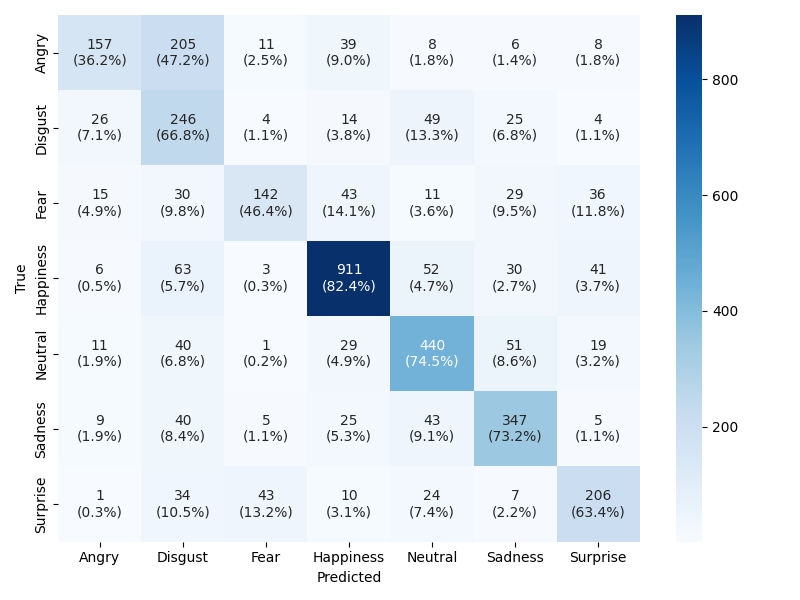 Angry 157 205 11 39 8 6 8
(36.2%) (47.2%) (2.5%) (9.0%) (1.8%) (1.4%) (1.8%)
Disgust 26 246 4 14 49 25 4
(7.1%) (66.8%) (1.1%) (3.8%) (13.3%) (6.8%) (1.1%)
Fear 15 30 142 43 11 29 36
(4.9%) (9.8%) (46.4%) (14.1%) (3.6%) (9.5%) (11.8%)
Happiness 6 63 3 911 52 30 41
(0.5%) (5.7%) (0.3%) (82.4%) (4.7%) (2.7%) (3.7%)
Neutral 11 40 1 29 440 51 19
(1.9%) (6.8%) (0.2%) (4.9%) (74.5%) (8.6%) (3.2%)
Sadness 9 40 5 25 43 347 5
(1.9%) (8.4%) (1.1%) (5.3%) (9.1%) (73.2%) (1.1%)
Surprise 1 34 43 10 24 7 206
(0.3%) (10.5%) (13.2%) (3.1%) (7.4%) (2.2%) (63.4%)
True
Angry Disgust Fear Happiness Neutral Sadness Surprise
Predicted
800
600
400
200